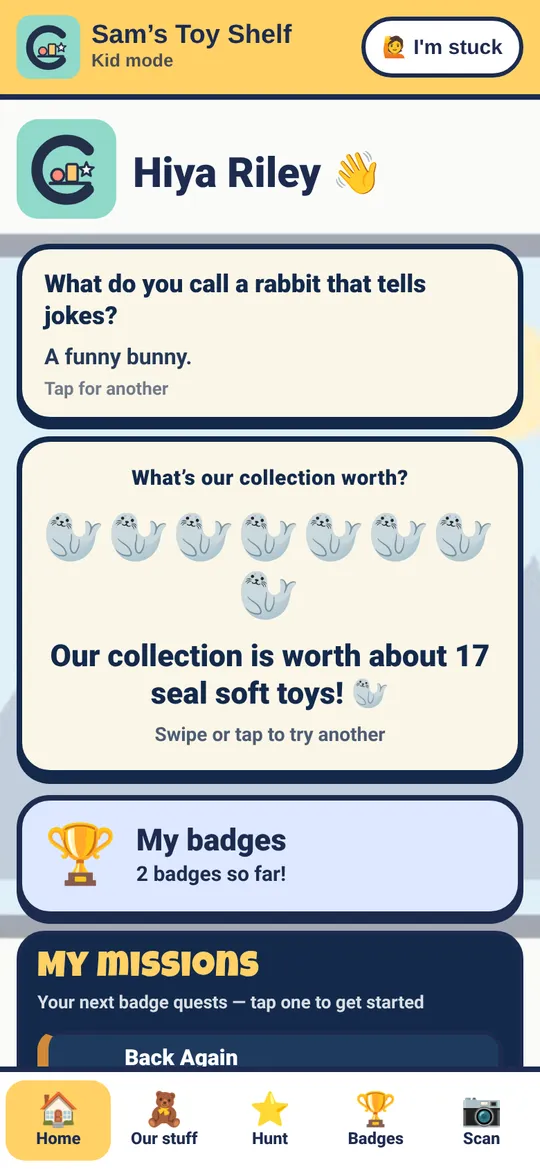 Sam's Toy Shelf
Kid mode
I'm stuck
Hiya Riley
What do you call a rabbit that tells
jokes?
A funny bunny.
Tap for another
What's our collection worth?
Our collection is worth about 17
seal soft toys!
Swipe or tap to try another
My badges
2 badges so far!
My missions
Your next badge quests — tap one to get started
Back Again
Home
Our stuff
Hunt
Badges
Scan